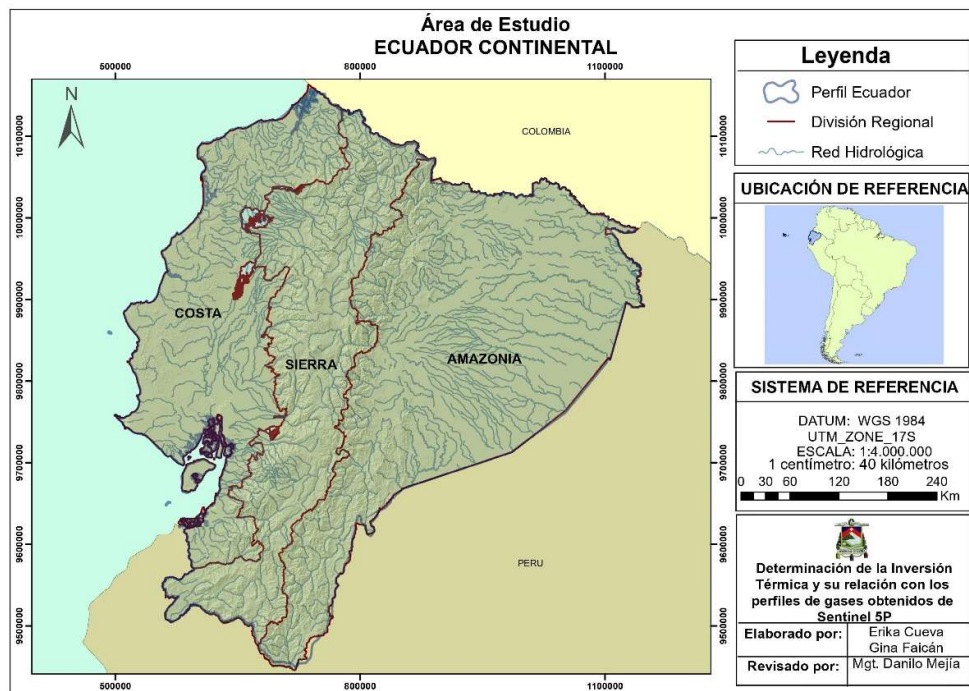 Área de Estudio
ECUADOR CONTINENTAL
500000
800000
1100000
N
COLOMBIA
COSTA
SIERRA
AMAZONIA
PERU
10100000
10000000
9900000
9800000
9700000
9600000
9500000
500000
800000
1100000
Leyenda
Perfil Ecuador
División Regional
Red Hidrológica
UBICACIÓN DE REFERENCIA
SISTEMA DE REFERENCIA
DATUM: WGS 1984
UTM_ZONE_17S
ESCALA: 1:4.000.000
1 centímetro: 40 kilómetros
0 30 60 120 180 240
Km
Determinación de la Inversión
Térmica y su relación con los
perfiles de gases obtenidos de
Sentinel 5P
Elaborado por: Erika Cueva
Gina Faicán
Revisado por: Mgt. Danilo Mejía